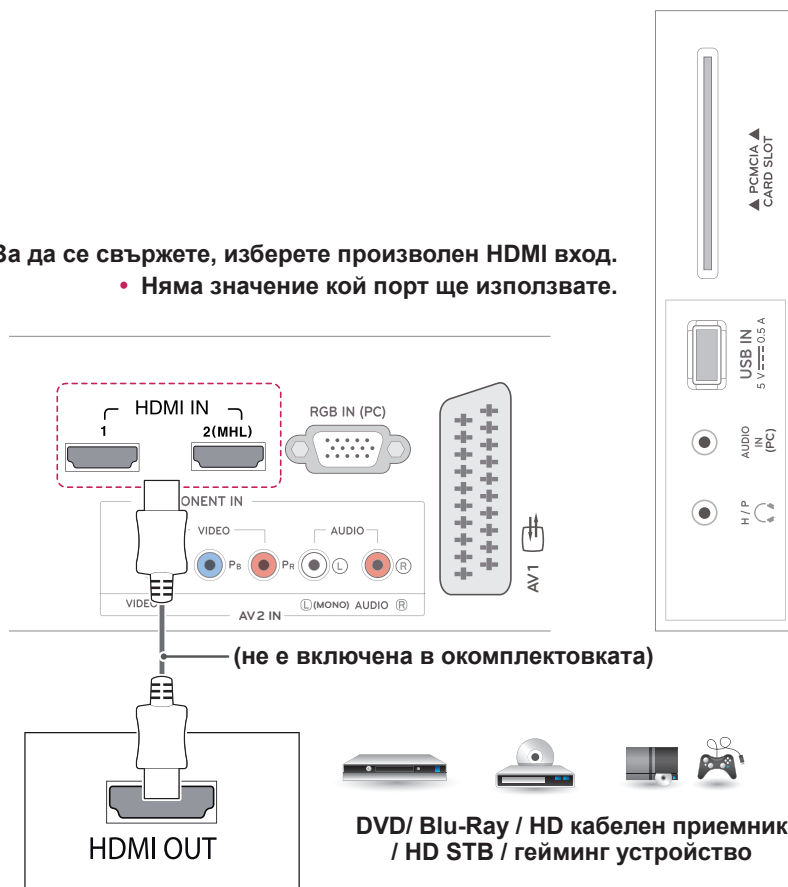 ▲ PCMCIA ▲
CARD SLOT
За да се свържете, изберете произволен HDMI вход.
• Няма значение кой порт ще използвате.
USB IN
5 V 0.5 A
HDMI IN
1
2(MHL)
RGB IN (PC)
AUDIO
IN
(PC)
H / P
ONENT IN
VIDEO
AUDIO
PB
PR
L
R
VIDEO
L(MONO) AUDIO R
AV2 IN
AV1
(не е включена в окомплектовката)
HDMI OUT
DVD/ Blu-Ray / HD кабелен приемник
/ HD STB / гейминг устройство